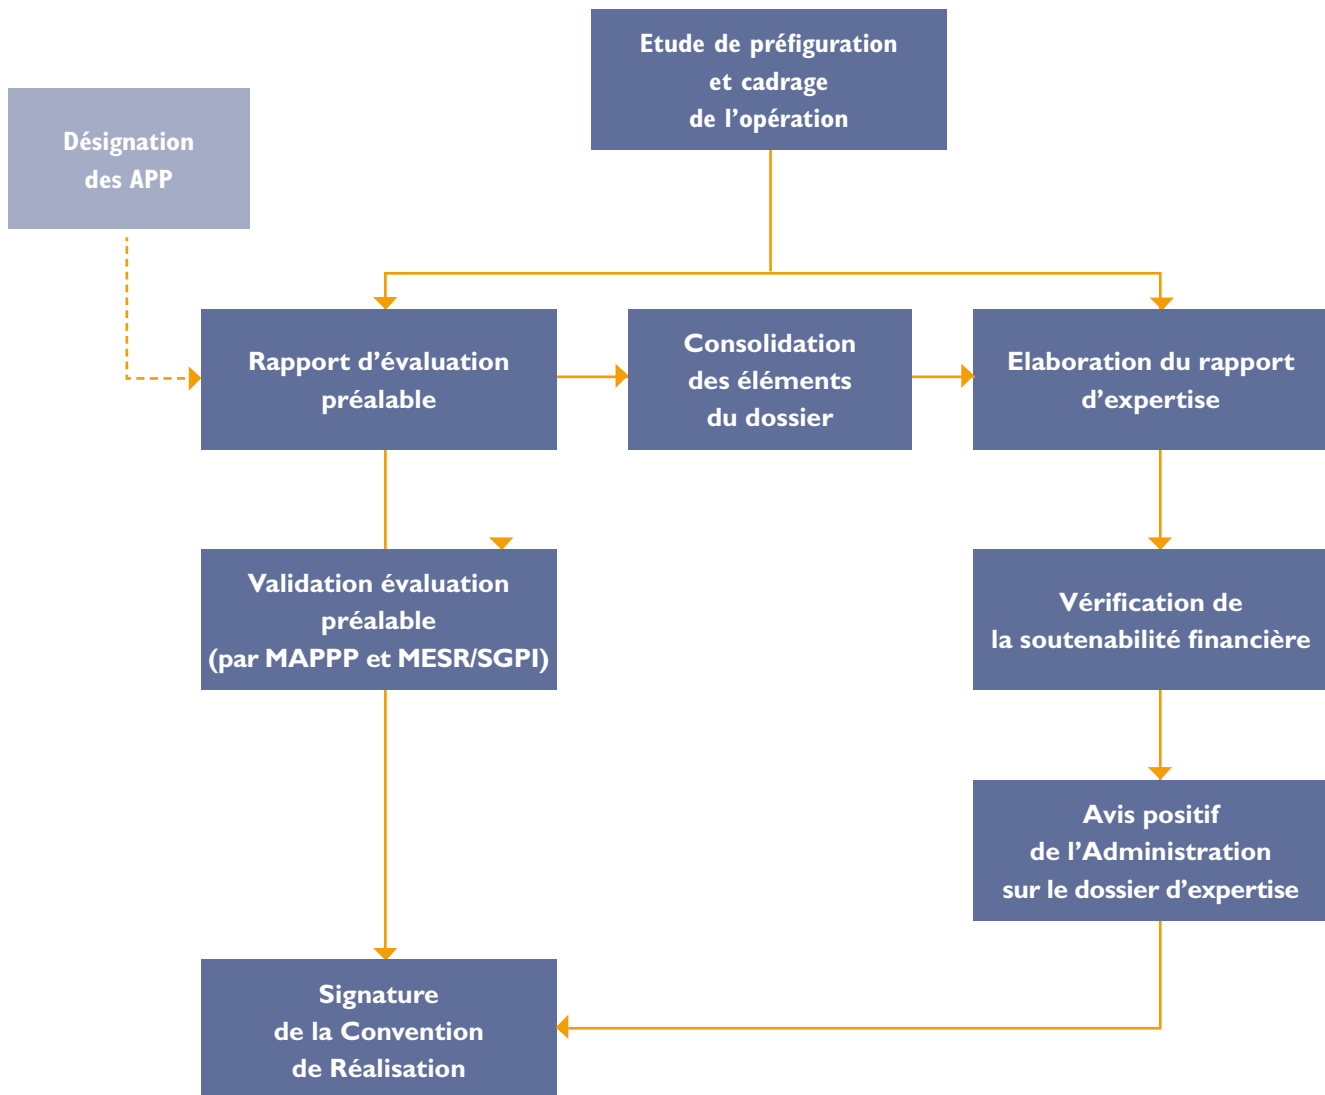 Etude de préfiguration
et cadrage
de l’opération
Désignation
des APP
Rapport d’évaluation
préalable
Consolidation
des éléments
du dossier
Elaboration du rapport
d’expertise
Validation évaluation
préalable
(par MAPPP et MESR/SGPI)
Vérification de
la soutenabilité financière
Avis positif
de l’Administration
sur le dossier d’expertise
Signature
de la Convention
de Réalisation